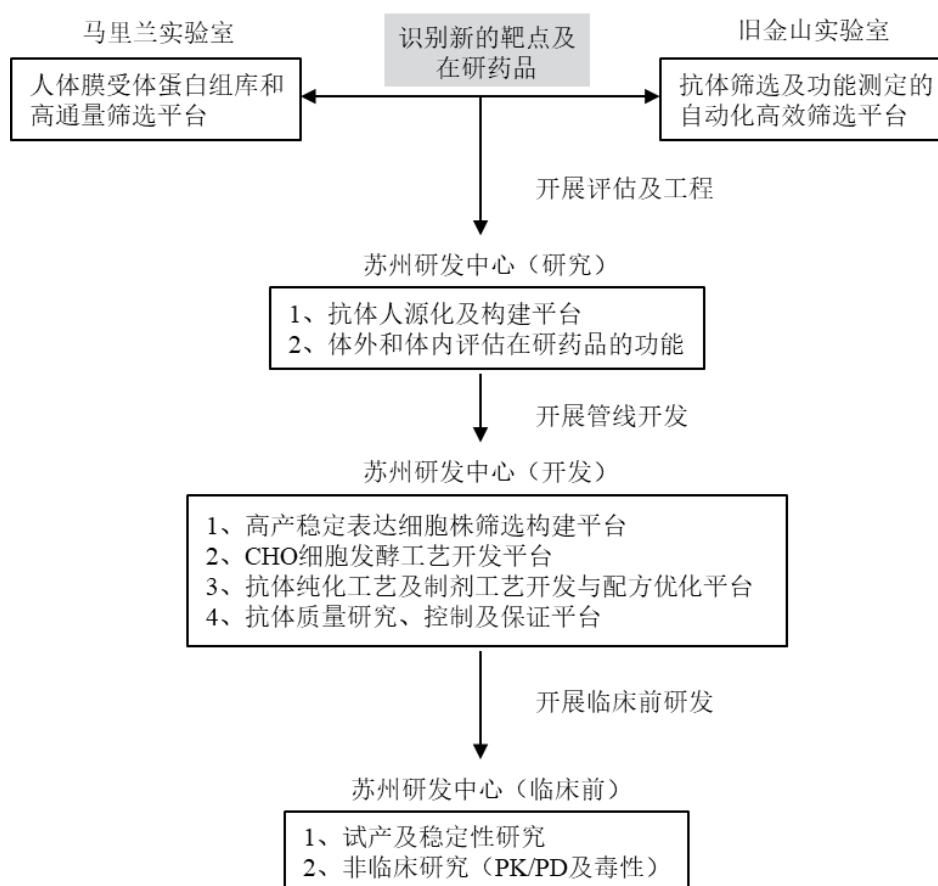 马里兰实验室
识别新的靶点及
在研药品
旧金山实验室
人体膜受体蛋白组库和
高通量筛选平台
抗体筛选及功能测定的
自动化高效筛选平台
开展评估及工程
苏州研发中心（研究）
1、抗体人源化及构建平台
2、体外和体内评估在研药品的功能
开展管线开发
苏州研发中心（开发）
1、高产稳定表达细胞株筛选构建平台
2、CHO细胞发酵工艺开发平台
3、抗体纯化工艺及制剂工艺开发与配方优化平台
4、抗体质量研究、控制及保证平台
开展临床前研发
苏州研发中心（临床前）
1、试产及稳定性研究
2、非临床研究（PK/PD及毒性）